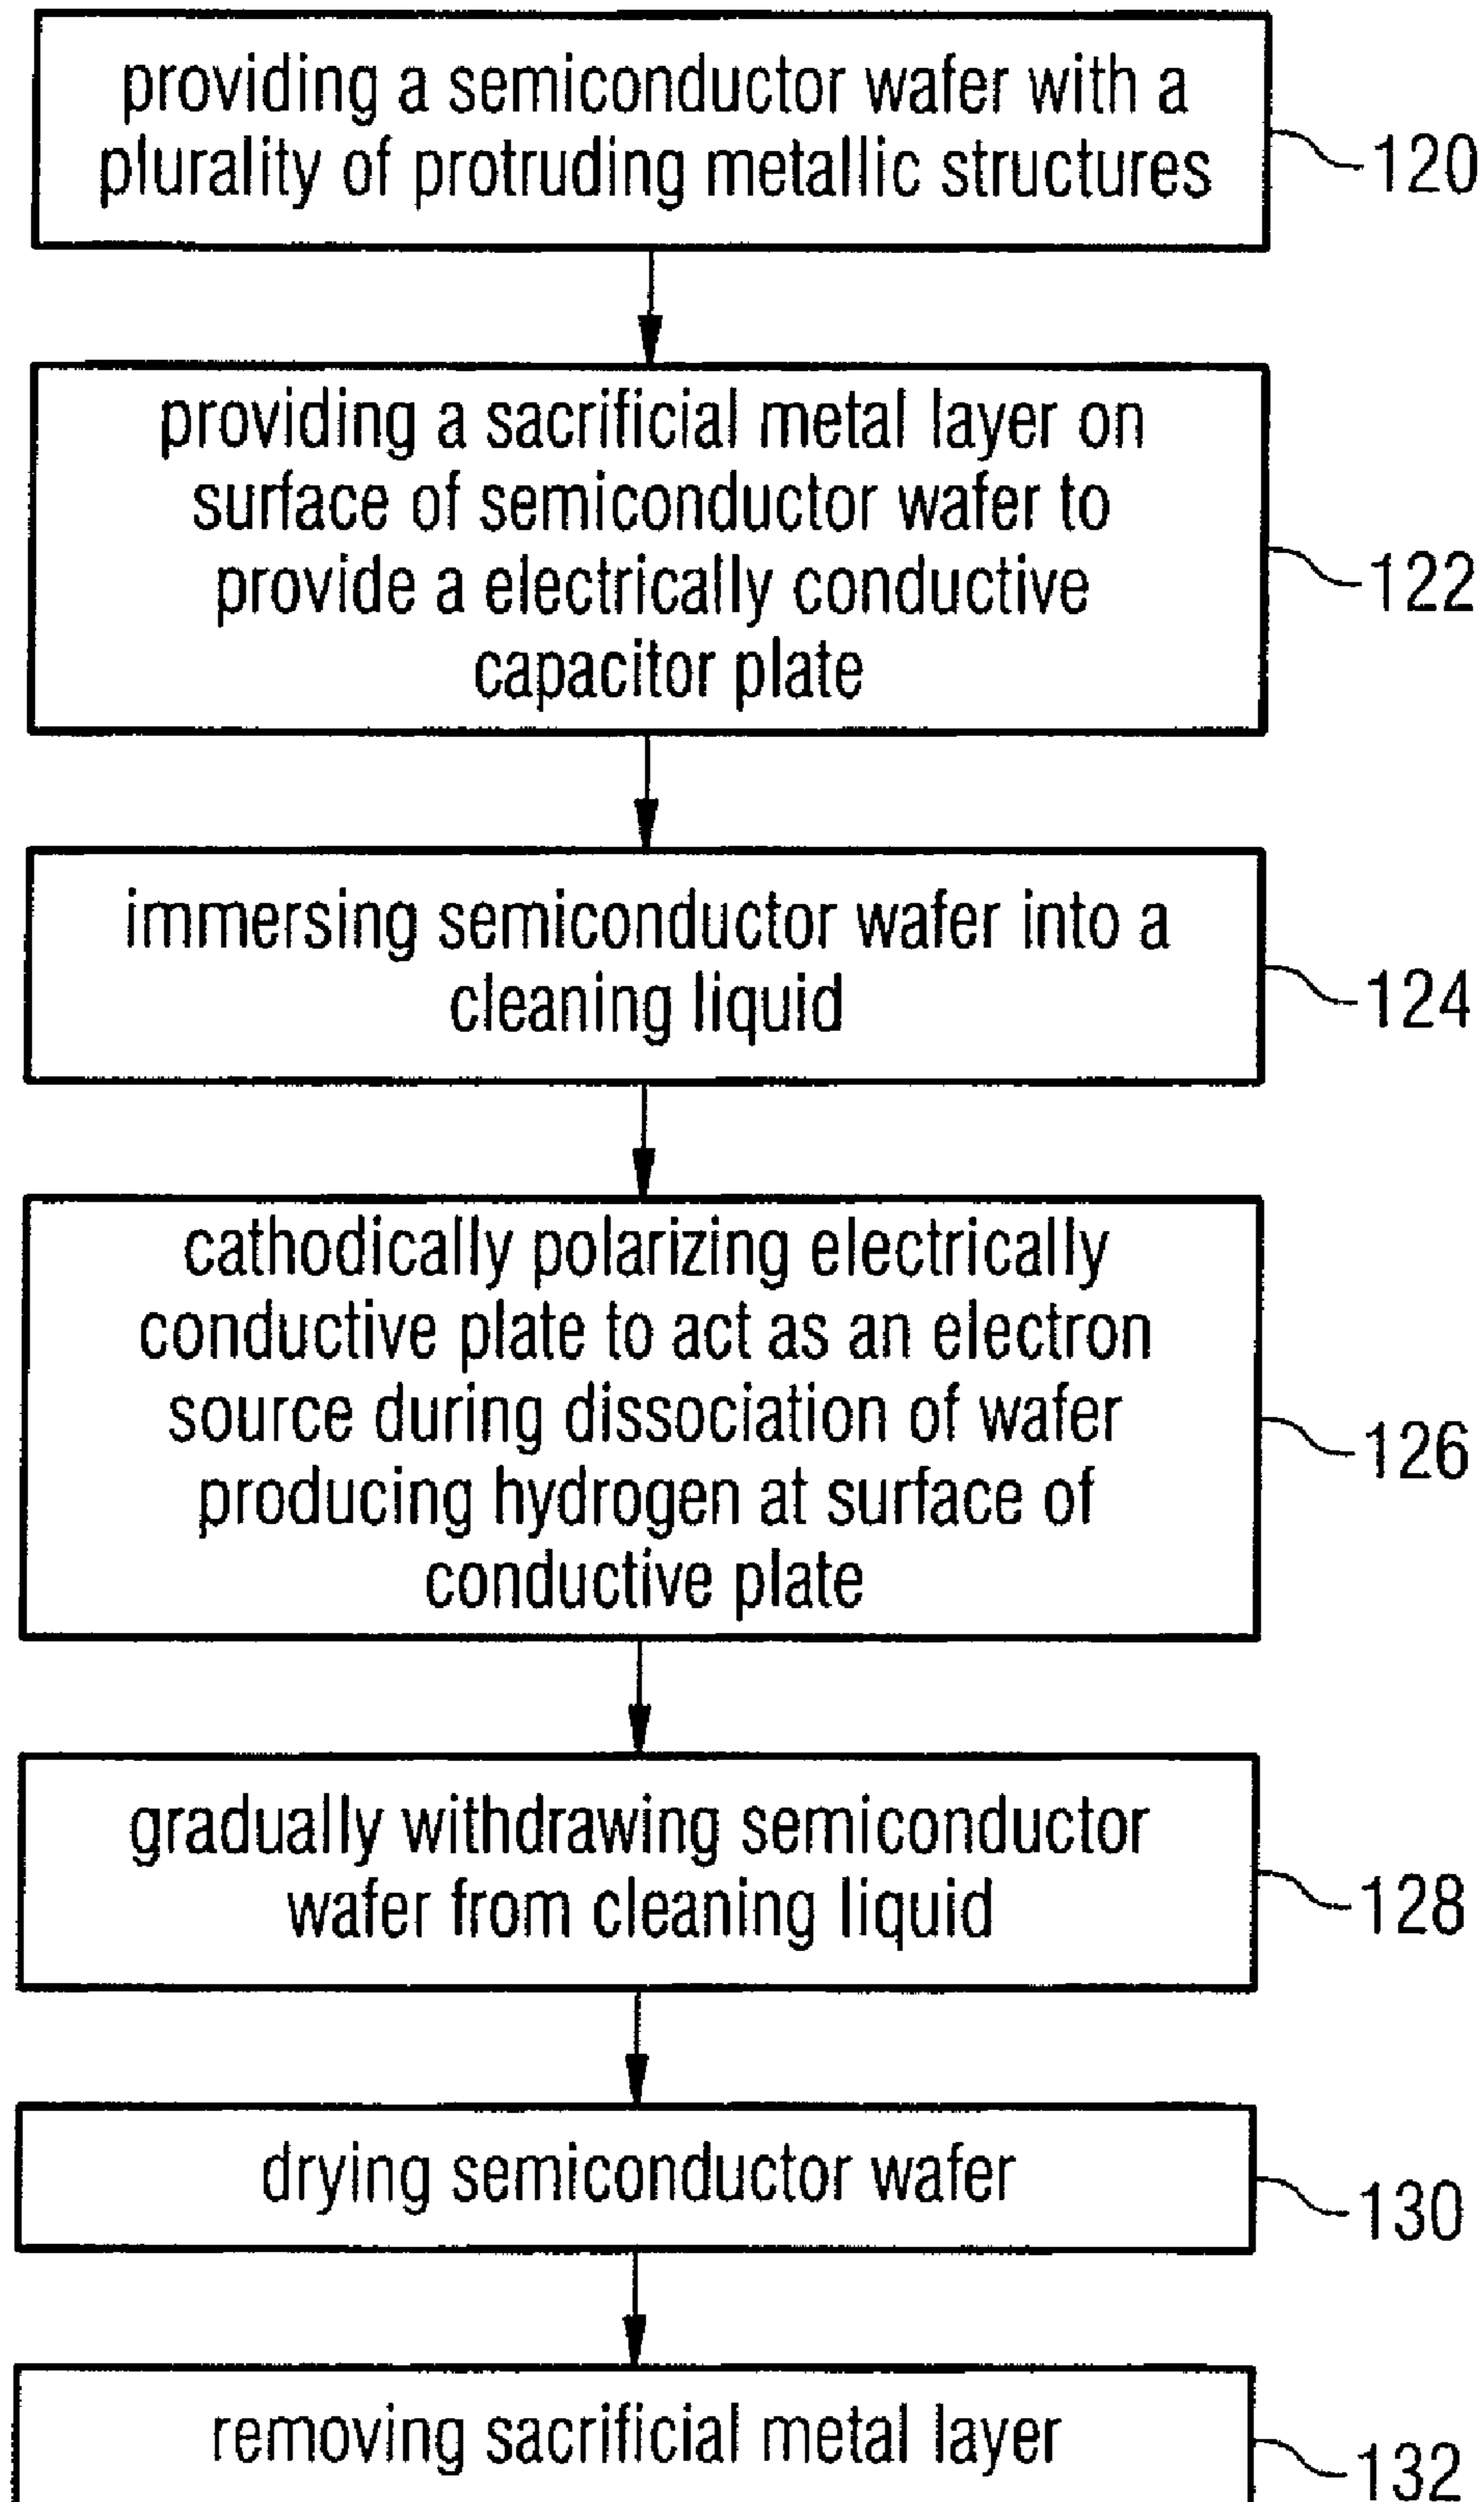 providing a semiconductor wafer with a
plurality of protruding metallic structures
120
providing a sacrificial metal layer on
surface of semiconductor wafer to
provide a electrically conductive
capacitor plate
122
immersing semiconductor wafer into a
cleaning liquid
124
cathodically polarizing electrically
conductive plate to act as an electron
source during dissociation of wafer
producing hydrogen at surface of
conductive plate
126
gradually withdrawing semiconductor
wafer from cleaning liquid
128
drying semiconductor wafer
130
removing sacrificial metal layer
132